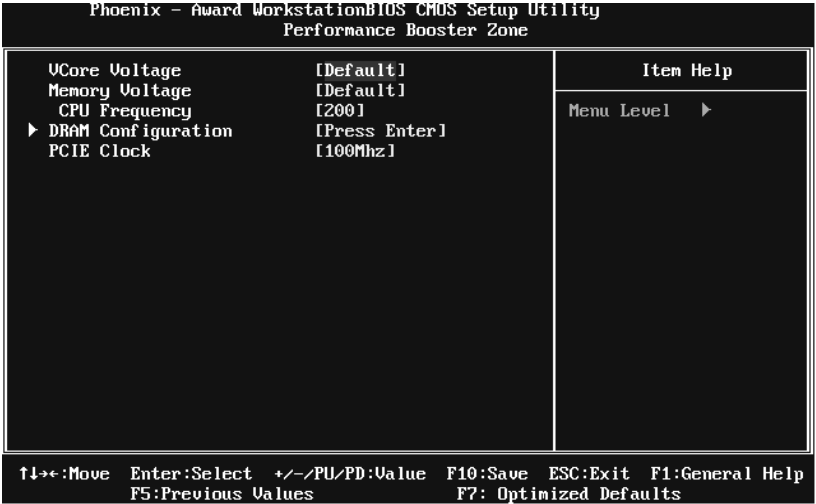 Phoenix - Award WorkstationBIOS CMOS Setup Utility
Performance Booster Zone
VCore Voltage [Default]
Memory Voltage [Default]
CPU Frequency [200]
▶ DRAM Configuration [Press Enter]
PCIE Clock [100Mhz]
Item Help
Menu Level ▶
↑↓→←:Move Enter:Select +/-/PU/PD:Value F10:Save ESC:Exit F1:General Help
F5:Previous Values F7: Optimized Defaults